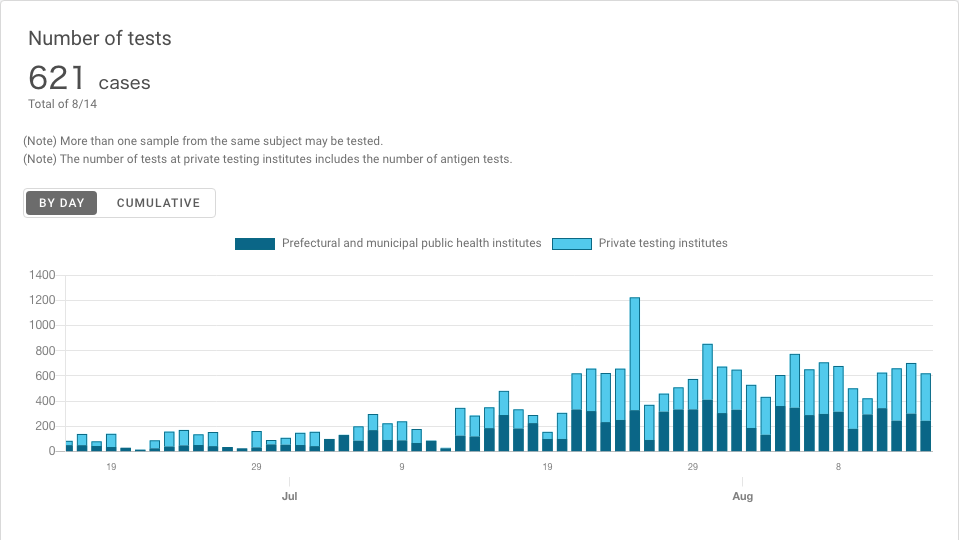 Number of tests
621 cases
Total of 8/14
(Note) More than one sample from the same subject may be tested.
(Note) The number of tests at private testing institutes includes the number of antigen tests.
BY DAY CUMULATIVE
Prefectural and municipal public health institutes Private testing institutes
1400
1200
1000
800
600
400
200
0
19 29 9 19 29 8
Jul Aug